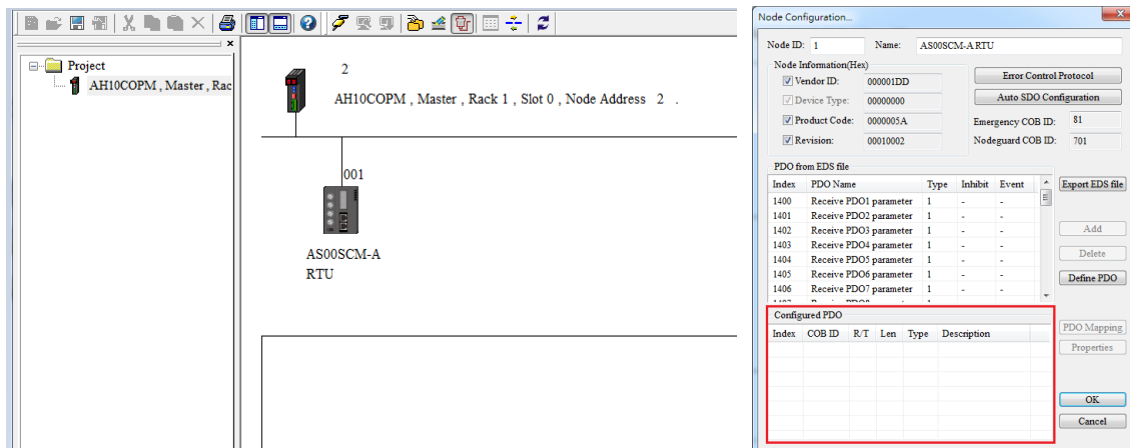 Project
AH10COPM , Master , Rac
2
AH10COPM , Master , Rack 1 , Slot 0 , Node Address 2 .
001
AS00SCM-A
RTU
Node Configuration...
Node ID: 1 Name: AS00SCM-A RTU
Node Information(Hex)
Vendor ID: 000001DD
Device Type: 00000000
Product Code: 0000005A
Revision: 00010002
Error Control Protocol
Auto SDO Configuration
Emergency COB ID: 81
Nodeguard COB ID: 701
PDO from EDS file
Index PDO Name Type Inhibit Event
1400 Receive PDO1 parameter 1 - -
1401 Receive PDO2 parameter 1 - -
1402 Receive PDO3 parameter 1 - -
1403 Receive PDO4 parameter 1 - -
1404 Receive PDO5 parameter 1 - -
1405 Receive PDO6 parameter 1 - -
1406 Receive PDO7 parameter 1 - -
Export EDS file
Add
Delete
Define PDO
Configured PDO
Index COB ID R/T Len Type Description
PDO Mapping
Properties
OK
Cancel